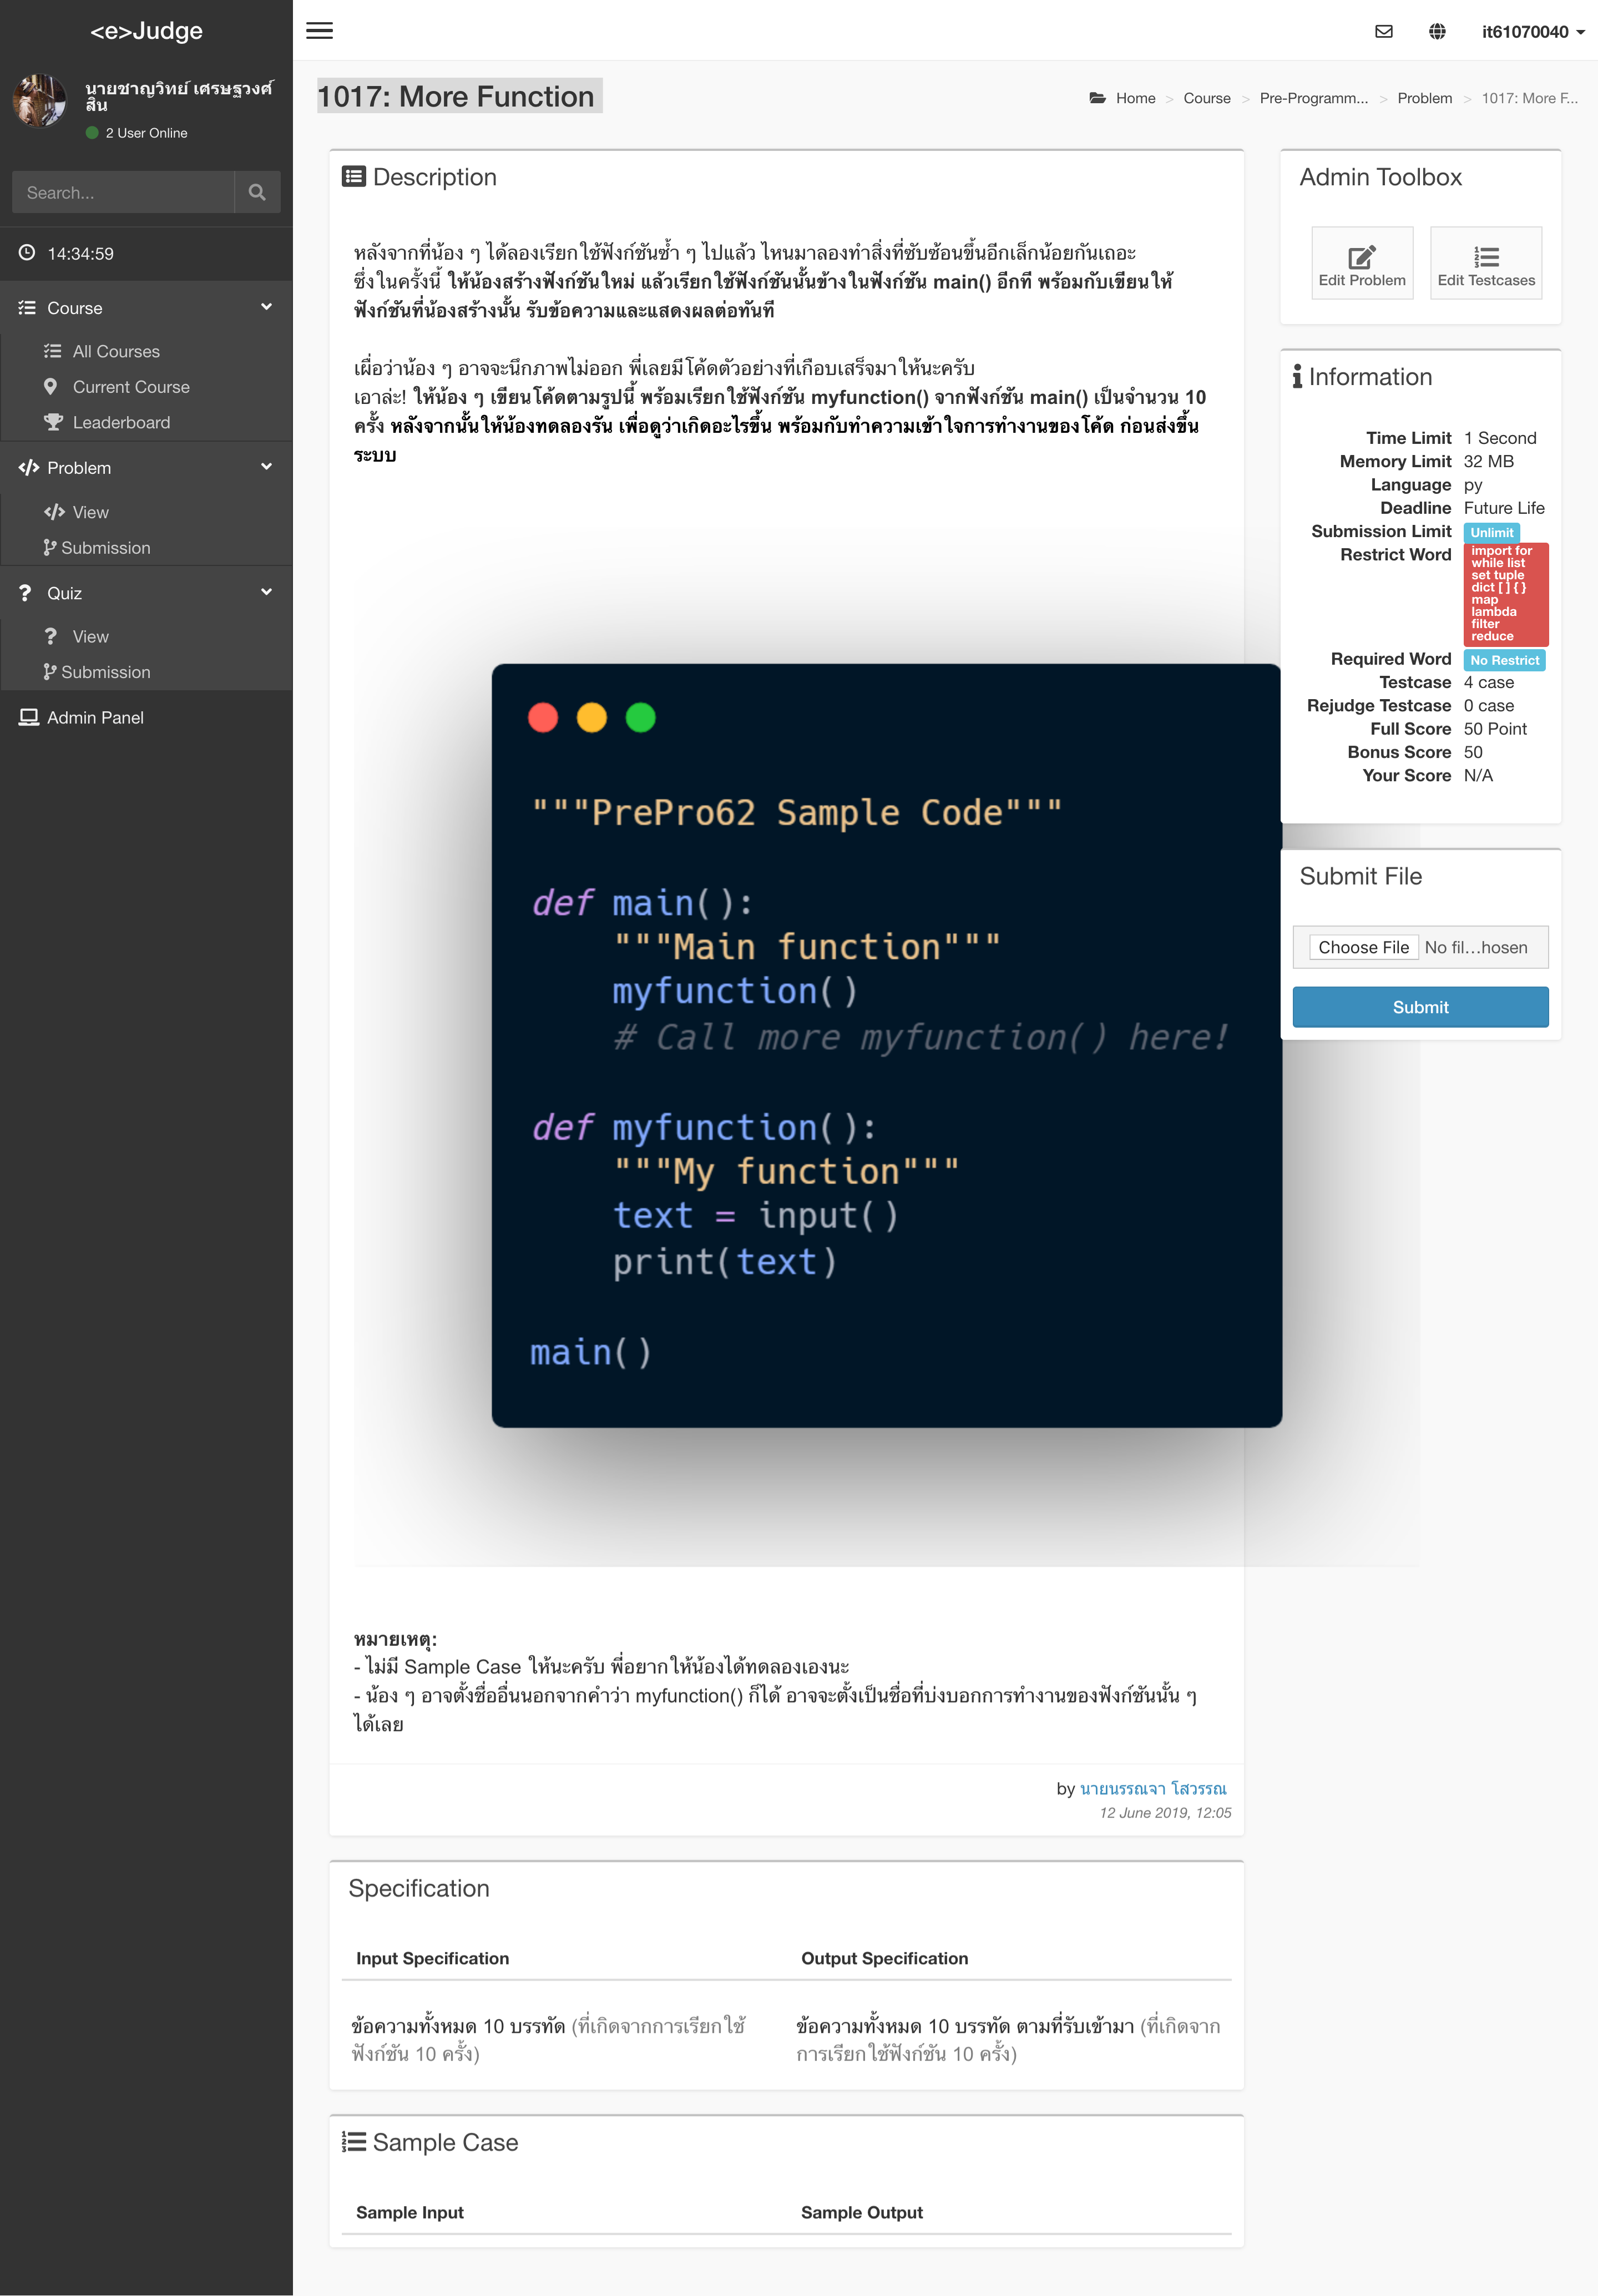 <e>Judge
it61070040
นายชาญวิทย์ เศรษฐวงศ์
สิน
2 User Online
Search...
14:34:59
Course
All Courses
Current Course
Leaderboard
Problem
View
Submission
Quiz
View
Submission
Admin Panel
1017: More Function
Home > Course > Pre-Programm... > Problem > 1017: More F...
Description
หลังจากที่น้อง ๆ ได้ลองเรียกใช้ฟังก์ชันซ้ำ ๆ ไปแล้ว ไหนมาลองทำสิ่งที่ซับซ้อนขึ้นอีกเล็กน้อยกันเถอะ
ซึ่งในครั้งนี้ ให้น้องสร้างฟังก์ชันใหม่ แล้วเรียกใช้ฟังก์ชันนั้นข้างในฟังก์ชัน main() อีกที พร้อมกับเขียนให้
ฟังก์ชันที่น้องสร้างนั้น รับข้อความและแสดงผลต่อทันที
เผื่อว่าน้อง ๆ อาจจะนึกภาพไม่ออก พี่เลยมีโค้ดตัวอย่างที่เกือบเสร็จมาให้นะครับ
เอาล่ะ! ให้น้อง ๆ เขียนโค้ดตามรูปนี้ พร้อมเรียกใช้ฟังก์ชัน myfunction() จากฟังก์ชัน main() เป็นจำนวน 10
ครั้ง หลังจากนั้นให้น้องทดลองรัน เพื่อดูว่าเกิดอะไรขึ้น พร้อมกับทำความเข้าใจการทำงานของโค้ด ก่อนส่งขึ้น
ระบบ
"""PrePro62 Sample Code"""
def main():
"""Main function"""
myfunction()
# Call more myfunction() here!
def myfunction():
"""My function"""
text = input()
print(text)
main()
หมายเหตุ:
- ไม่มี Sample Case ให้นะครับ พี่อยากให้น้องได้ทดลองเองนะ
- น้อง ๆ อาจตั้งชื่ออื่นนอกจากคำว่า myfunction() ก็ได้ อาจจะตั้งเป็นชื่อที่บ่งบอกการทำงานของฟังก์ชันนั้น ๆ
ได้เลย
by นายนรรณจา โสวรรณ
12 June 2019, 12:05
Specification
Input Specification
Output Specification
ข้อความทั้งหมด 10 บรรทัด (ที่เกิดจากการเรียกใช้
ฟังก์ชัน 10 ครั้ง)
ข้อความทั้งหมด 10 บรรทัด ตามที่รับเข้ามา (ที่เกิดจาก
การเรียกใช้ฟังก์ชัน 10 ครั้ง)
Sample Case
Sample Input
Sample Output
Admin Toolbox
Edit Problem
Edit Testcases
Information
Time Limit 1 Second
Memory Limit 32 MB
Language py
Deadline Future Life
Submission Limit Unlimit
Restrict Word import for
while list
set tuple
dict [ ] { }
map
lambda
filter
reduce
Required Word No Restrict
Testcase 4 case
Rejudge Testcase 0 case
Full Score 50 Point
Bonus Score 50
Your Score N/A
Submit File
Choose File No fil...hosen
Submit